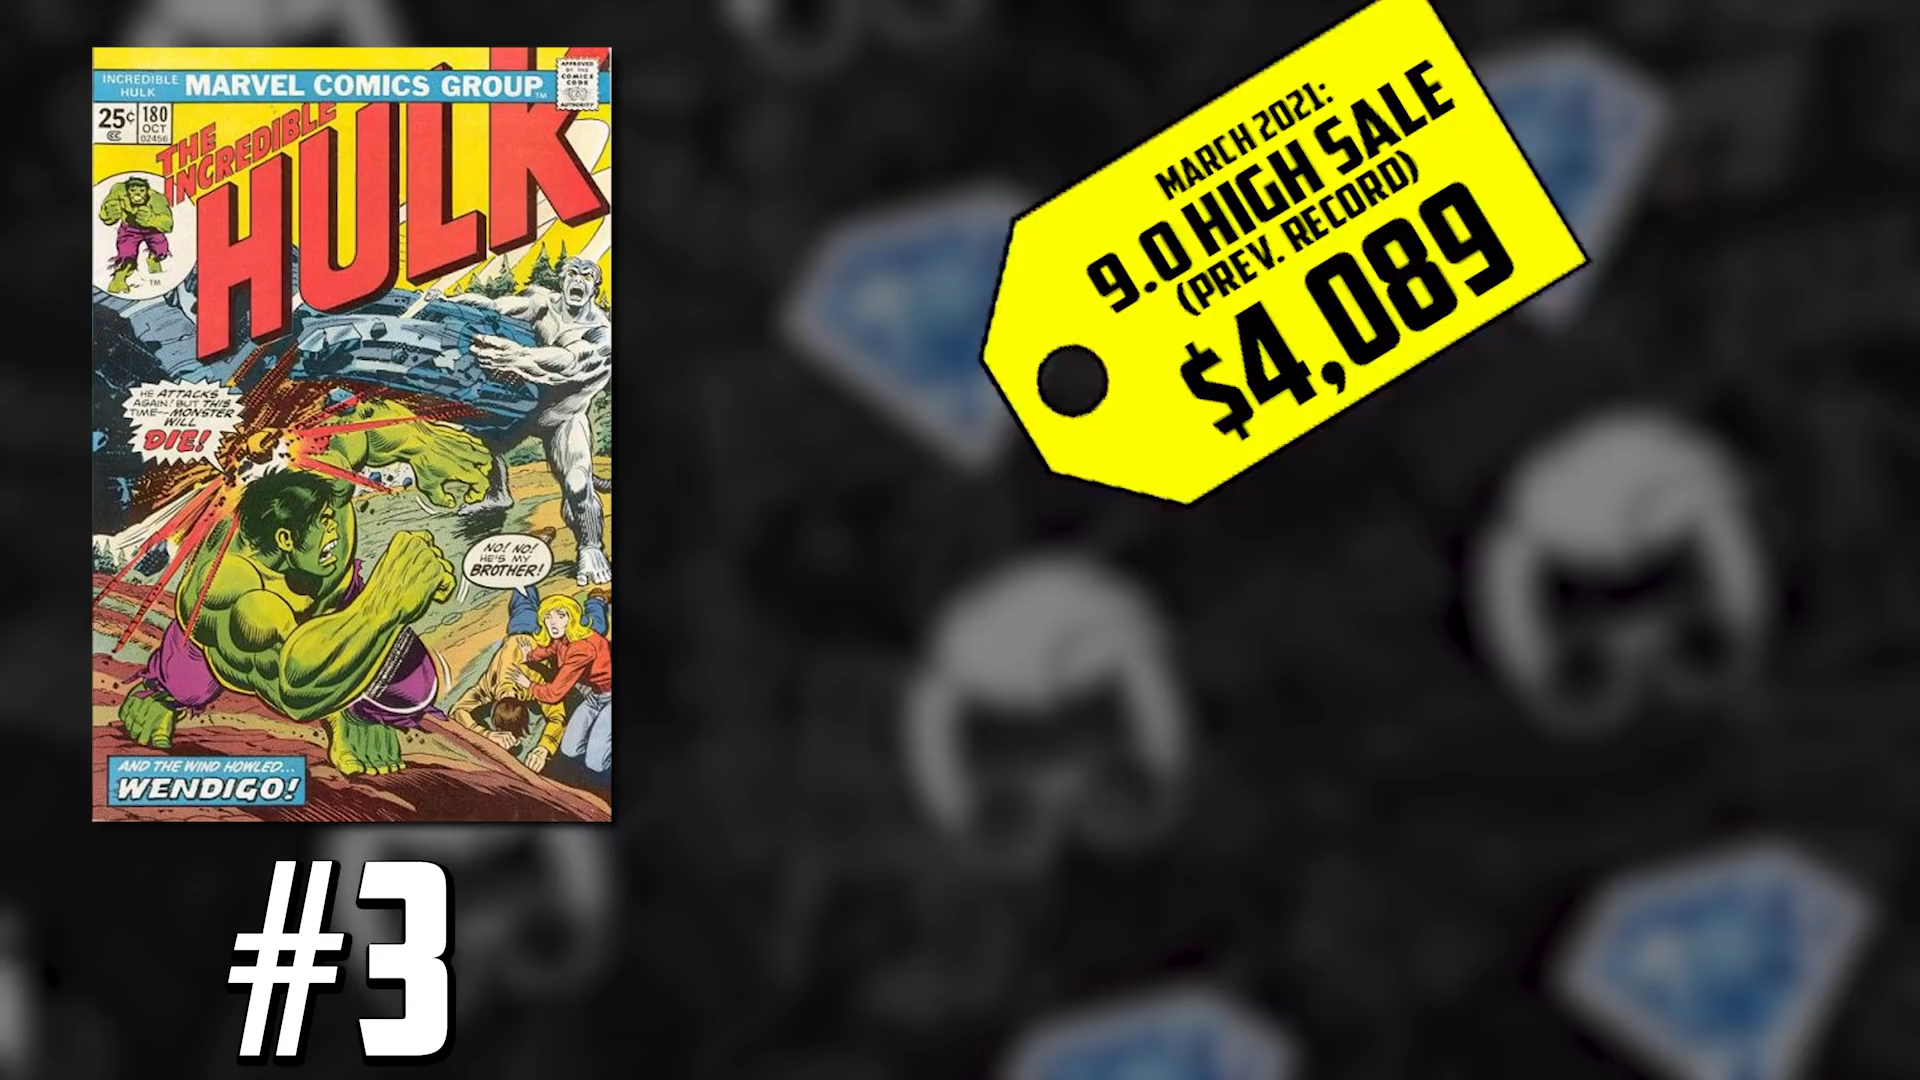 INCREDIBLE
HULK
MARVEL COMICS GROUP
TM
APPROVED
BY THE
COMICS
CODE
AUTHORITY
25¢
180
OCT
02456
THE
INCREDIBLE
HULK
TM
HE ATTACKS
AGAIN! BUT THIS
TIME--MONSTER
WILL
DIE!
NO! NO!
HE'S MY
BROTHER!
AND THE WIND HOWLED...
WENDIGO!
#3
MARCH 2021:
9.0 HIGH SALE
(PREV. RECORD)
$4,089